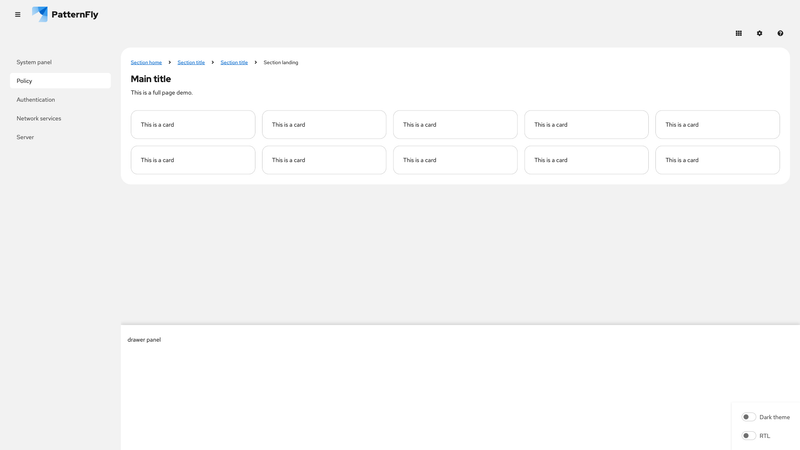 PatternFly
System panel
Policy
Authentication
Network services
Server
Section home Section title Section title Section landing
Main title
This is a full page demo.
This is a card This is a card This is a card This is a card This is a card
This is a card This is a card This is a card This is a card This is a card
drawer panel
Dark theme
RTL